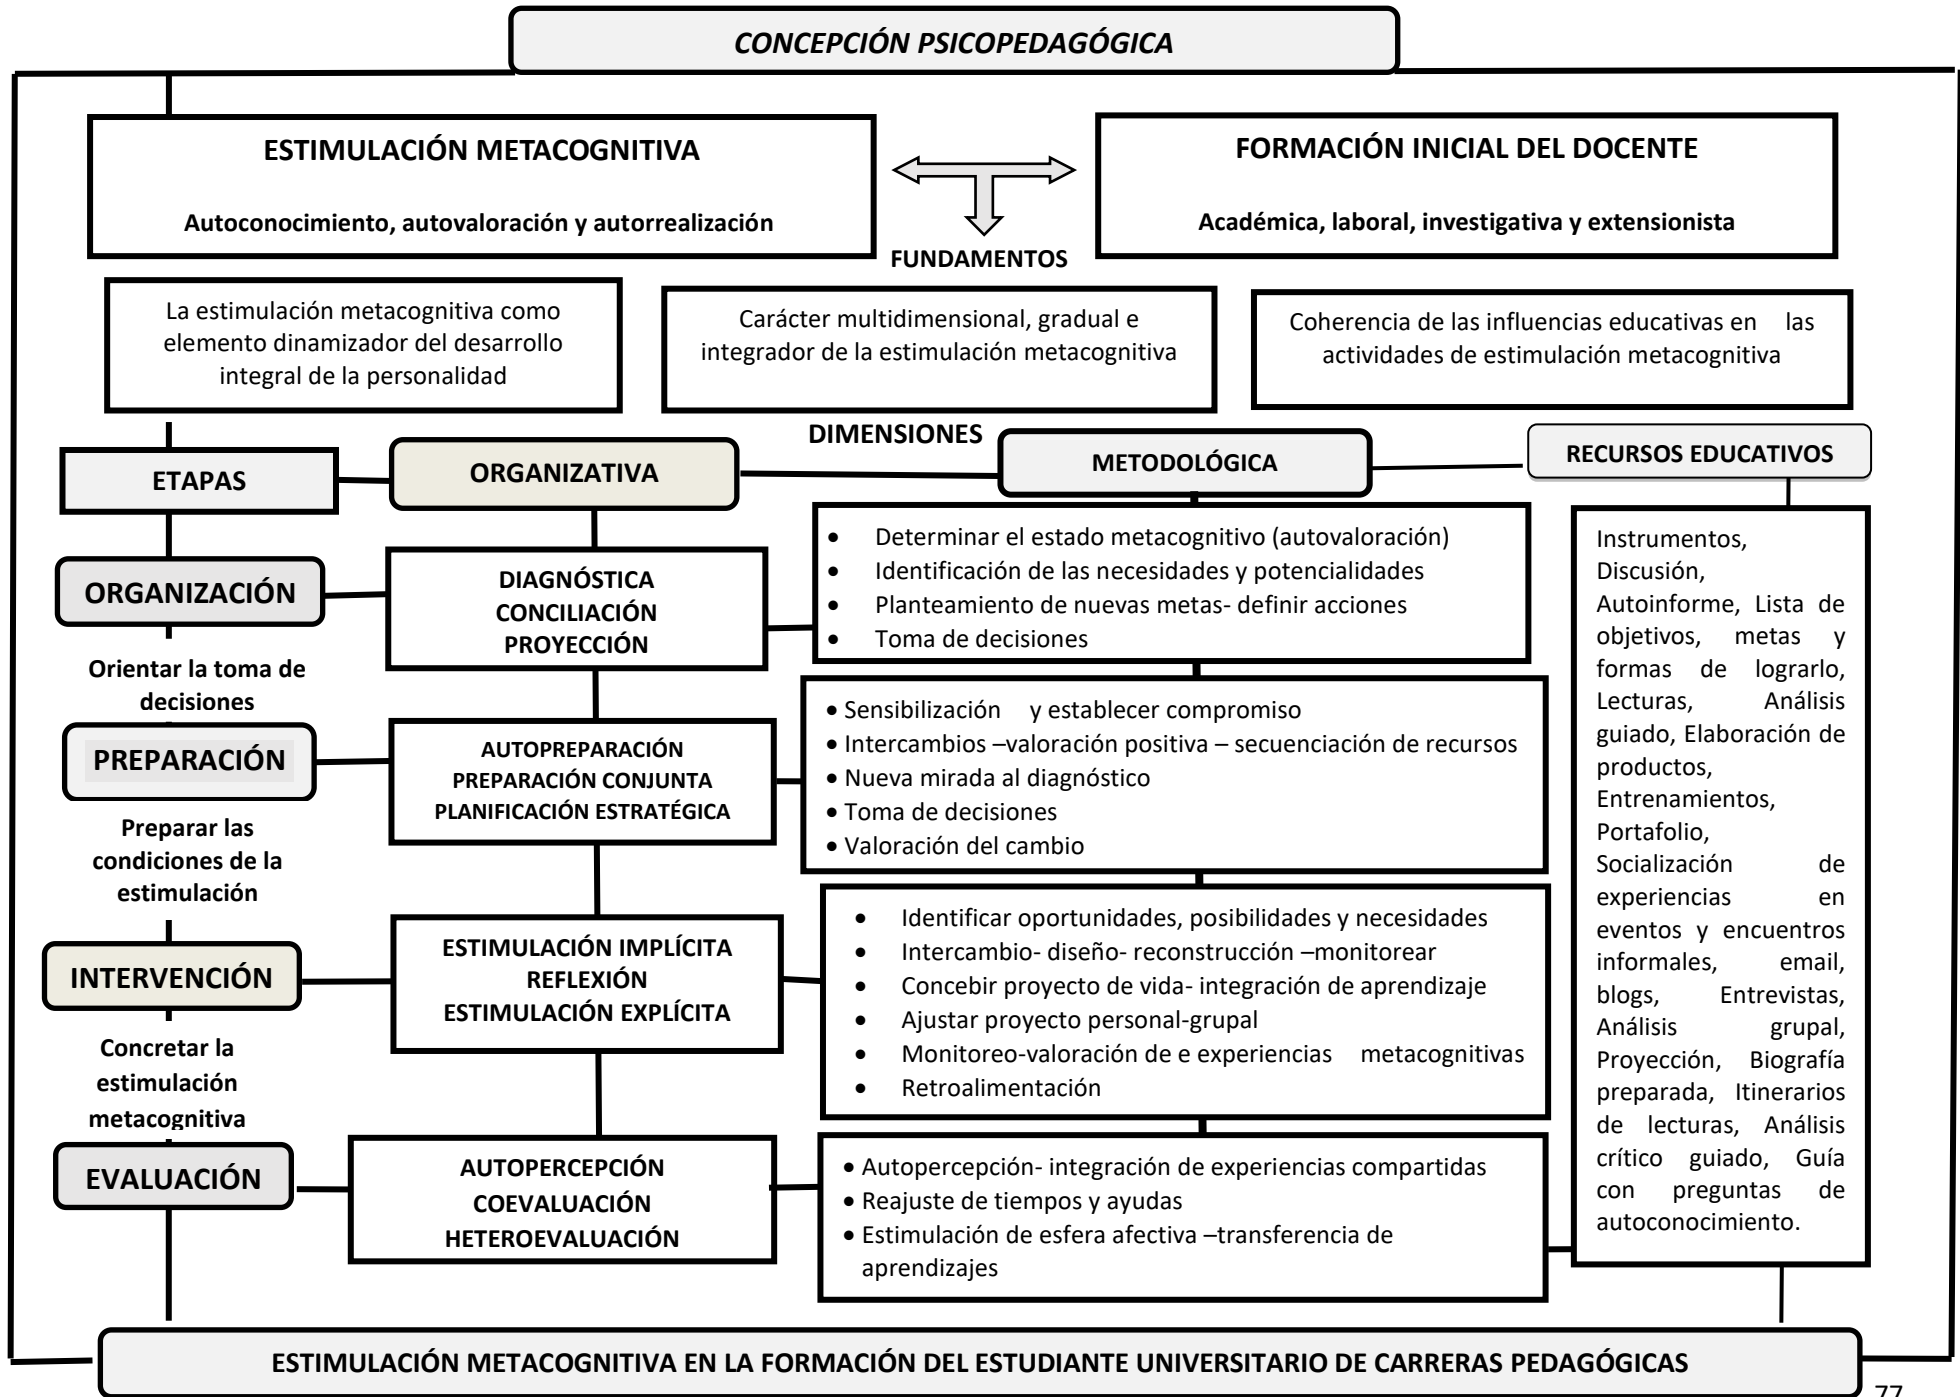 CONCEPCIÓN PSICOPEDAGÓGICA
ESTIMULACIÓN METACOGNITIVA
Autoconocimiento, autovaloración y autorrealización
FORMACIÓN INICIAL DEL DOCENTE
Académica, laboral, investigativa y extensionista
FUNDAMENTOS
La estimulación metacognitiva como
elemento dinamizador del desarrollo
integral de la personalidad
Carácter multidimensional, gradual e
integrador de la estimulación metacognitiva
Coherencia de las influencias educativas en las
actividades de estimulación metacognitiva
DIMENSIONES
ETAPAS
ORGANIZATIVA
METODOLÓGICA
RECURSOS EDUCATIVOS
ORGANIZACIÓN
DIAGNÓSTICA
CONCILIACIÓN
PROYECCIÓN
• Determinar el estado metacognitivo (autovaloración)
• Identificación de las necesidades y potencialidades
• Planteamiento de nuevas metas- definir acciones
• Toma de decisiones
Orientar la toma de
decisiones
PREPARACIÓN
AUTOPREPARACIÓN
PREPARACIÓN CONJUNTA
PLANIFICACIÓN ESTRATÉGICA
• Sensibilización y establecer compromiso
• Intercambios –valoración positiva – secuenciación de recursos
• Nueva mirada al diagnóstico
• Toma de decisiones
• Valoración del cambio
Preparar las
condiciones de la
estimulación
INTERVENCIÓN
ESTIMULACIÓN IMPLÍCITA
REFLEXIÓN
ESTIMULACIÓN EXPLÍCITA
• Identificar oportunidades, posibilidades y necesidades
• Intercambio- diseño- reconstrucción –monitorear
• Concebir proyecto de vida- integración de aprendizaje
• Ajustar proyecto personal-grupal
• Monitoreo-valoración de e experiencias metacognitivas
• Retroalimentación
Concretar la
estimulación
metacognitiva
EVALUACIÓN
AUTOPERCEPCIÓN
COEVALUACIÓN
HETEROEVALUACIÓN
• Autopercepción- integración de experiencias compartidas
• Reajuste de tiempos y ayudas
• Estimulación de esfera afectiva –transferencia de
aprendizajes
Instrumentos,
Discusión,
Autoinforme, Lista de
objetivos, metas y
formas de lograrlo,
Lecturas, Análisis
guiado, Elaboración de
productos,
Entrenamientos,
Portafolio,
Socialización de
experiencias en
eventos y encuentros
informales, email,
blogs, Entrevistas,
Análisis grupal,
Proyección, Biografía
preparada, Itinerarios
de lecturas, Análisis
crítico guiado, Guía
con preguntas de
autoconocimiento.
ESTIMULACIÓN METACOGNITIVA EN LA FORMACIÓN DEL ESTUDIANTE UNIVERSITARIO DE CARRERAS PEDAGÓGICAS
77